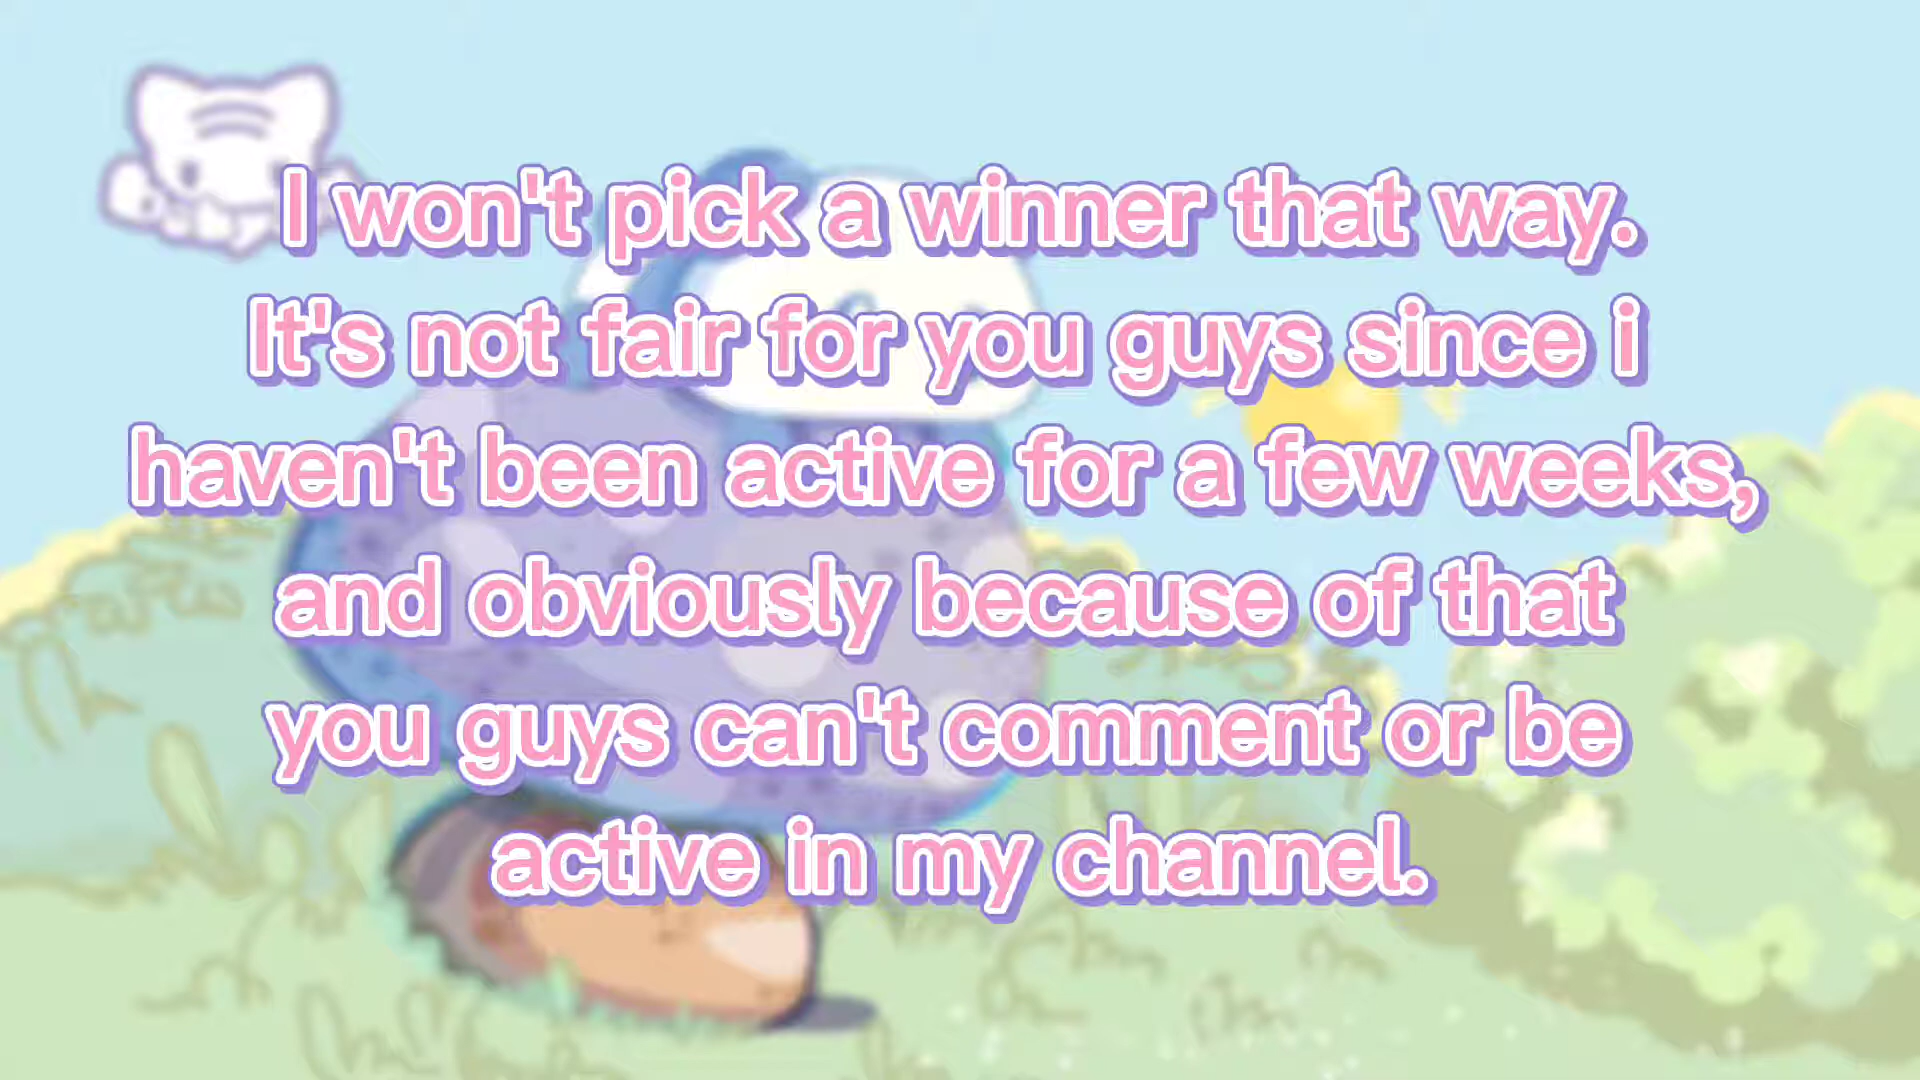 I won't pick a winner that way.
It's not fair for you guys since i
haven't been active for a few weeks,
and obviously because of that
you guys can't comment or be
active in my channel.